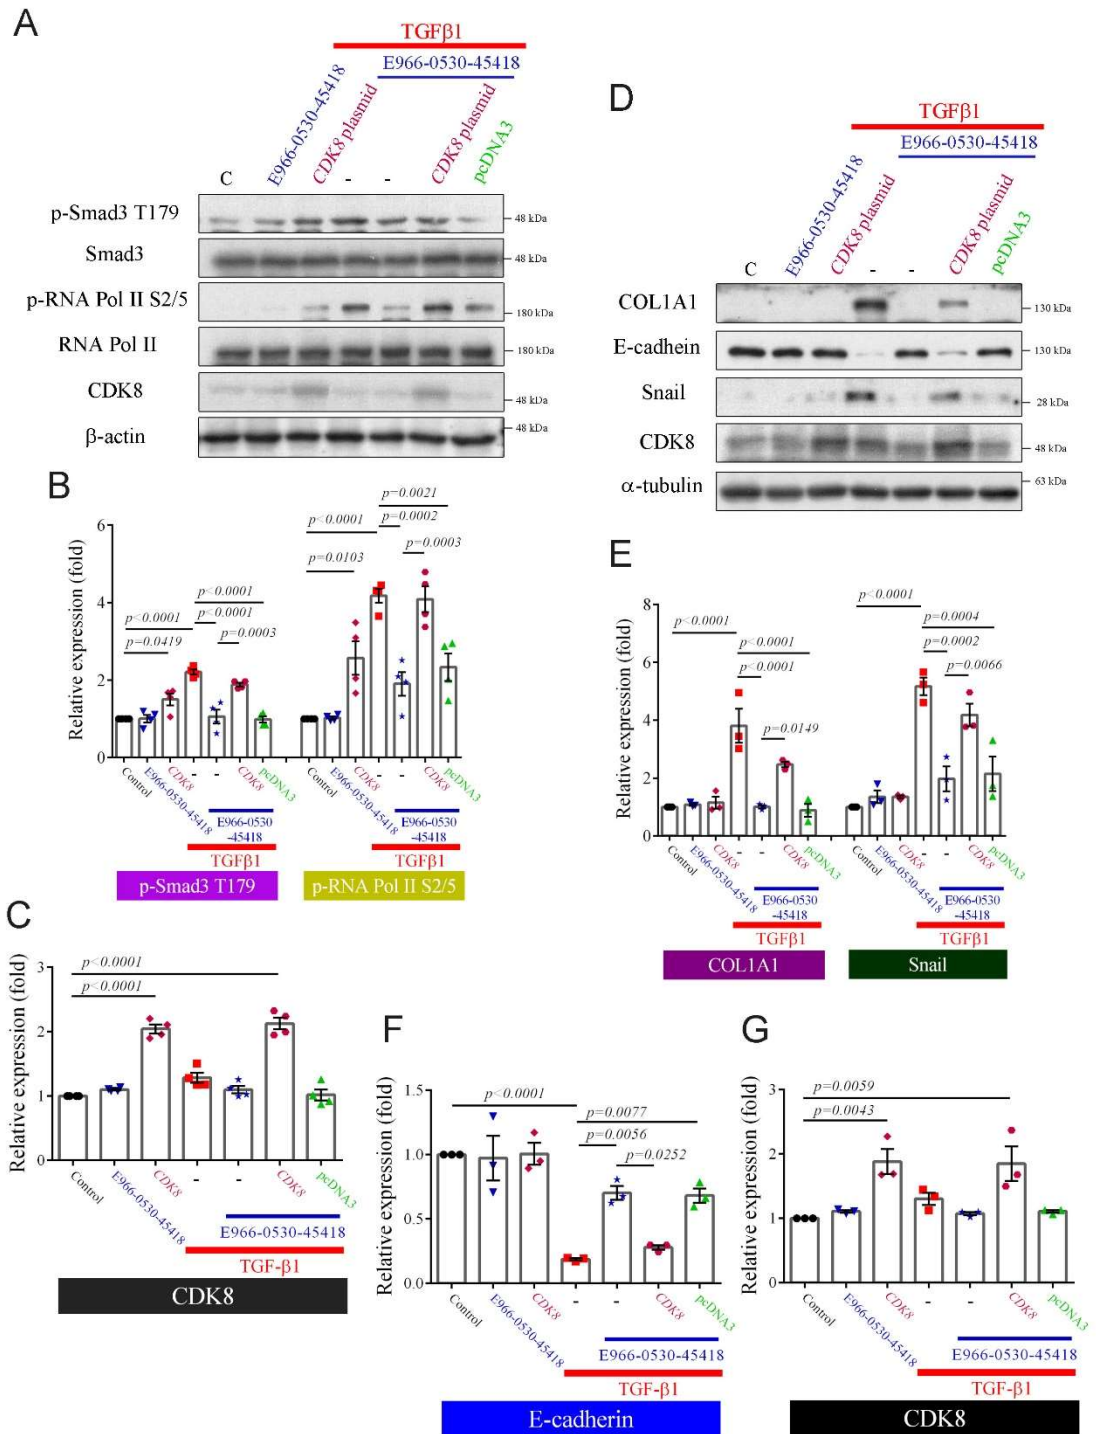 A
TGFβ1
E966-0530-45418
C
E966-0530-45418
CDK8 plasmid
-
-
CDK8 plasmid
pcDNA3
p-Smad3 T179
48 kDa
Smad3
48 kDa
p-RNA Pol II S2/5
180 kDa
RNA Pol II
180 kDa
CDK8
48 kDa
β-actin
48 kDa
B
Relative expression (fold)
6
4
2
0
p<0.0001
p<0.0001
p<0.0001
p=0.0419
p=0.0003
p=0.0021
p<0.0001
p=0.0002
p=0.0103
p=0.0003
Control
E966-0530-45418
CDK8
-
-
CDK8
pcDNA3
E966-0530
-45418
TGFβ1
p-Smad3 T179
Control
E966-0530-45418
CDK8
-
-
CDK8
pcDNA3
E966-0530
-45418
TGFβ1
p-RNA Pol II S2/5
C
Relative expression (fold)
3
2
1
0
p<0.0001
p<0.0001
Control
E966-0530-45418
CDK8
-
-
CDK8
pcDNA3
E966-0530-45418
TGF-β1
CDK8
D
TGFβ1
E966-0530-45418
C
E966-0530-45418
CDK8 plasmid
-
-
CDK8 plasmid
pcDNA3
COL1A1
130 kDa
E-cadhein
130 kDa
Snail
28 kDa
CDK8
48 kDa
α-tubulin
63 kDa
E
Relative expression (fold)
8
6
4
2
0
p<0.0001
p<0.0001
p<0.0001
p=0.0149
p<0.0001
p=0.0004
p=0.0002
p=0.0066
Control
E966-0530-45418
CDK8
-
-
CDK8
pcDNA3
E966-0530
-45418
TGFβ1
COL1A1
Control
E966-0530-45418
CDK8
-
-
CDK8
pcDNA3
E966-0530
-45418
TGFβ1
Snail
F
Relative expression (fold)
1.5
1.0
0.5
0.0
p<0.0001
p=0.0077
p=0.0056
p=0.0252
Control
E966-0530-45418
CDK8
-
-
CDK8
pcDNA3
E966-0530-45418
TGF-β1
E-cadherin
G
Relative expression (fold)
3
2
1
0
p=0.0059
p=0.0043
Control
E966-0530-45418
CDK8
-
-
CDK8
pcDNA3
E966-0530-45418
TGF-β1
CDK8